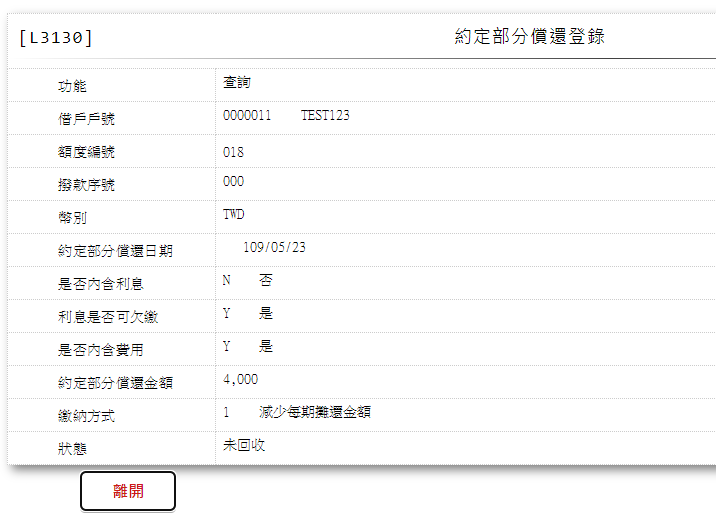 [L3130] 約定部分償還登錄
功能 查詢
借戶戶號 0000011 TEST123
額度編號 018
撥款序號 000
幣別 TWD
約定部分償還日期 109/05/23
是否內含利息 N 否
利息是否可欠繳 Y 是
是否內含費用 Y 是
約定部分償還金額 4,000
繳納方式 1 減少每期攤還金額
狀態 未回收
離開